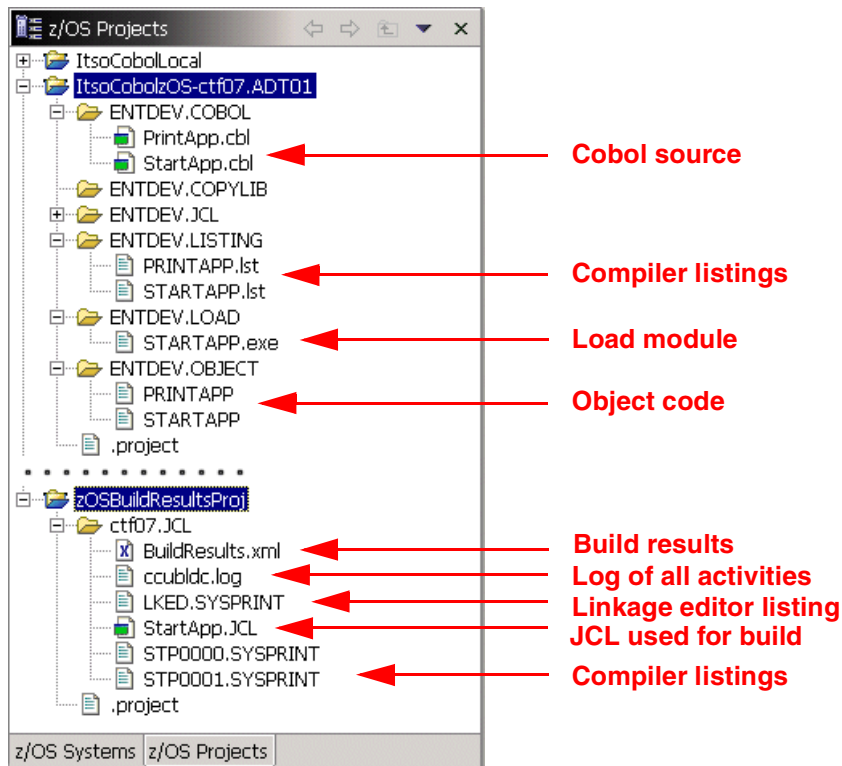 z/OS Projects
ItsoCobolLocal
ItsoCobolzOS-ctf07.ADT01
ENTDEV.COBOL
PrintApp.cbl
StartApp.cbl
Cobol source
ENTDEV.COPYLIB
ENTDEV.JCL
ENTDEV.LISTING
PRINTAPP.lst
STARTAPP.lst
Compiler listings
ENTDEV.LOAD
STARTAPP.exe
Load module
ENTDEV.OBJECT
PRINTAPP
STARTAPP
Object code
.project
zOSBuildResultsProj
ctf07.JCL
BuildResults.xml
Build results
ccubldc.log
Log of all activities
LKED.SYSPRINT
Linkage editor listing
StartApp.JCL
JCL used for build
STP0000.SYSPRINT
STP0001.SYSPRINT
Compiler listings
.project
z/OS Systems z/OS Projects